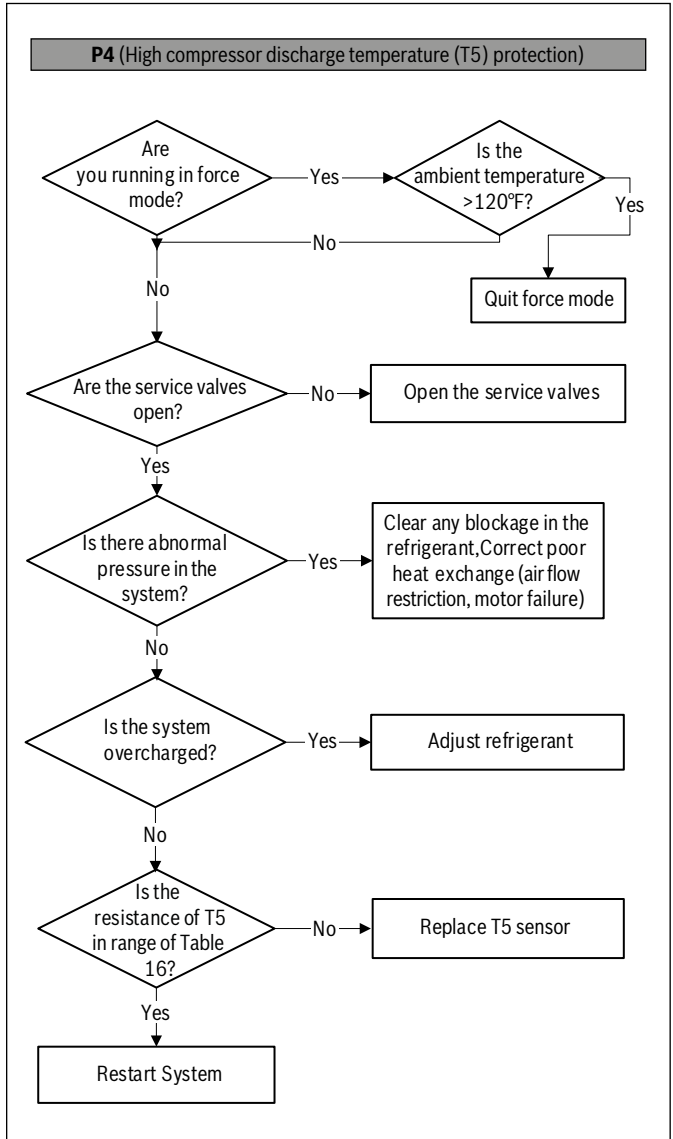 P4 (High compressor discharge temperature (T5) protection)
Are
you running in force
mode?
Yes
Is the
ambient temperature
>120°F?
Yes
No
No
Quit force mode
Are the service valves
open?
No
Open the service valves
Yes
Is there abnormal
pressure in the
system?
Yes
Clear any blockage in the
refrigerant,Correct poor
heat exchange (air flow
restriction, motor failure)
No
Is the system
overcharged?
Yes
Adjust refrigerant
No
Is the
resistance of T5
in range of Table
16?
No
Replace T5 sensor
Yes
Restart System